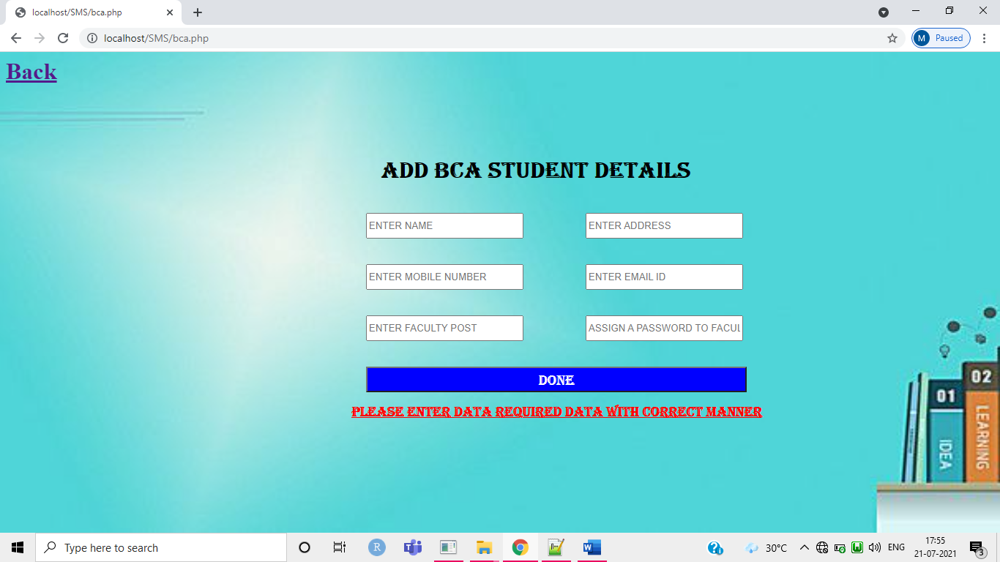 localhost/SMS/bca.php
localhost/SMS/bca.php
M Paused
Back
ADD BCA STUDENT DETAILS
ENTER NAME
ENTER ADDRESS
ENTER MOBILE NUMBER
ENTER EMAIL ID
ENTER FACULTY POST
ASSIGN A PASSWORD TO FACUL
DONE
PLEASE ENTER DATA REQUIRED DATA WITH CORRECT MANNER
01
IDEA
02
LEARNING
Type here to search
R
30°C
ENG
17:55
21-07-2021
3